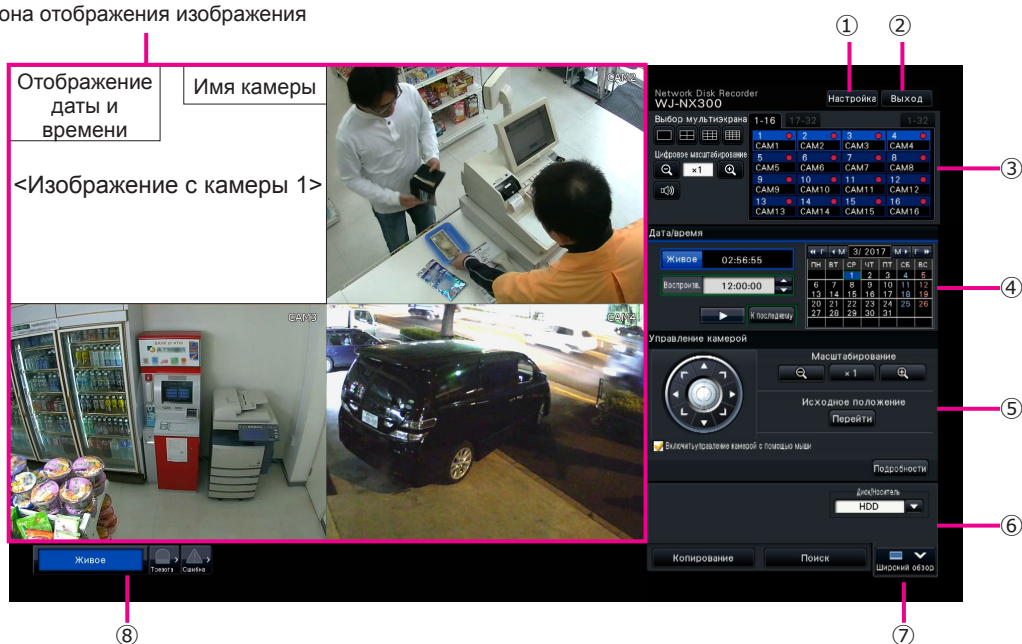 она отображения изображения
① ②
Отображение даты и времени
Имя камеры
<Изображение с камеры 1>
CAM2
CAM3
CAM4
Network Disk Recorder
WJ-NX300
Настройка Выход
Выбор мультиэкрана
1-16 17-32 1-32
Цифровое масштабирование
×1
1 2 3 4
CAM1 CAM2 CAM3 CAM4
5 6 7 8
CAM5 CAM6 CAM7 CAM8
9 10 11 12
CAM9 CAM10 CAM11 CAM12
13 14 15 16
CAM13 CAM14 CAM15 CAM16
③
Дата/время
Живое 02:56:55
Воспроизв. 12:00:00
К последнему
Г М 3/ 2017 М Г
ПН ВТ СР ЧТ ПТ СБ ВС
1 2 3 4 5
6 7 8 9 10 11 12
13 14 15 16 17 18 19
20 21 22 23 24 25 26
27 28 29 30 31
④
Управление камерой
Масштабирование
×1
Исходное положение
Перейти
Включить управление камерой с помощью мыши
Подробности
⑤
Диск/Носитель
HDD
⑥
Копирование Поиск
Широкий обзор
⑦
Живое
Тревога Ошибка
⑧